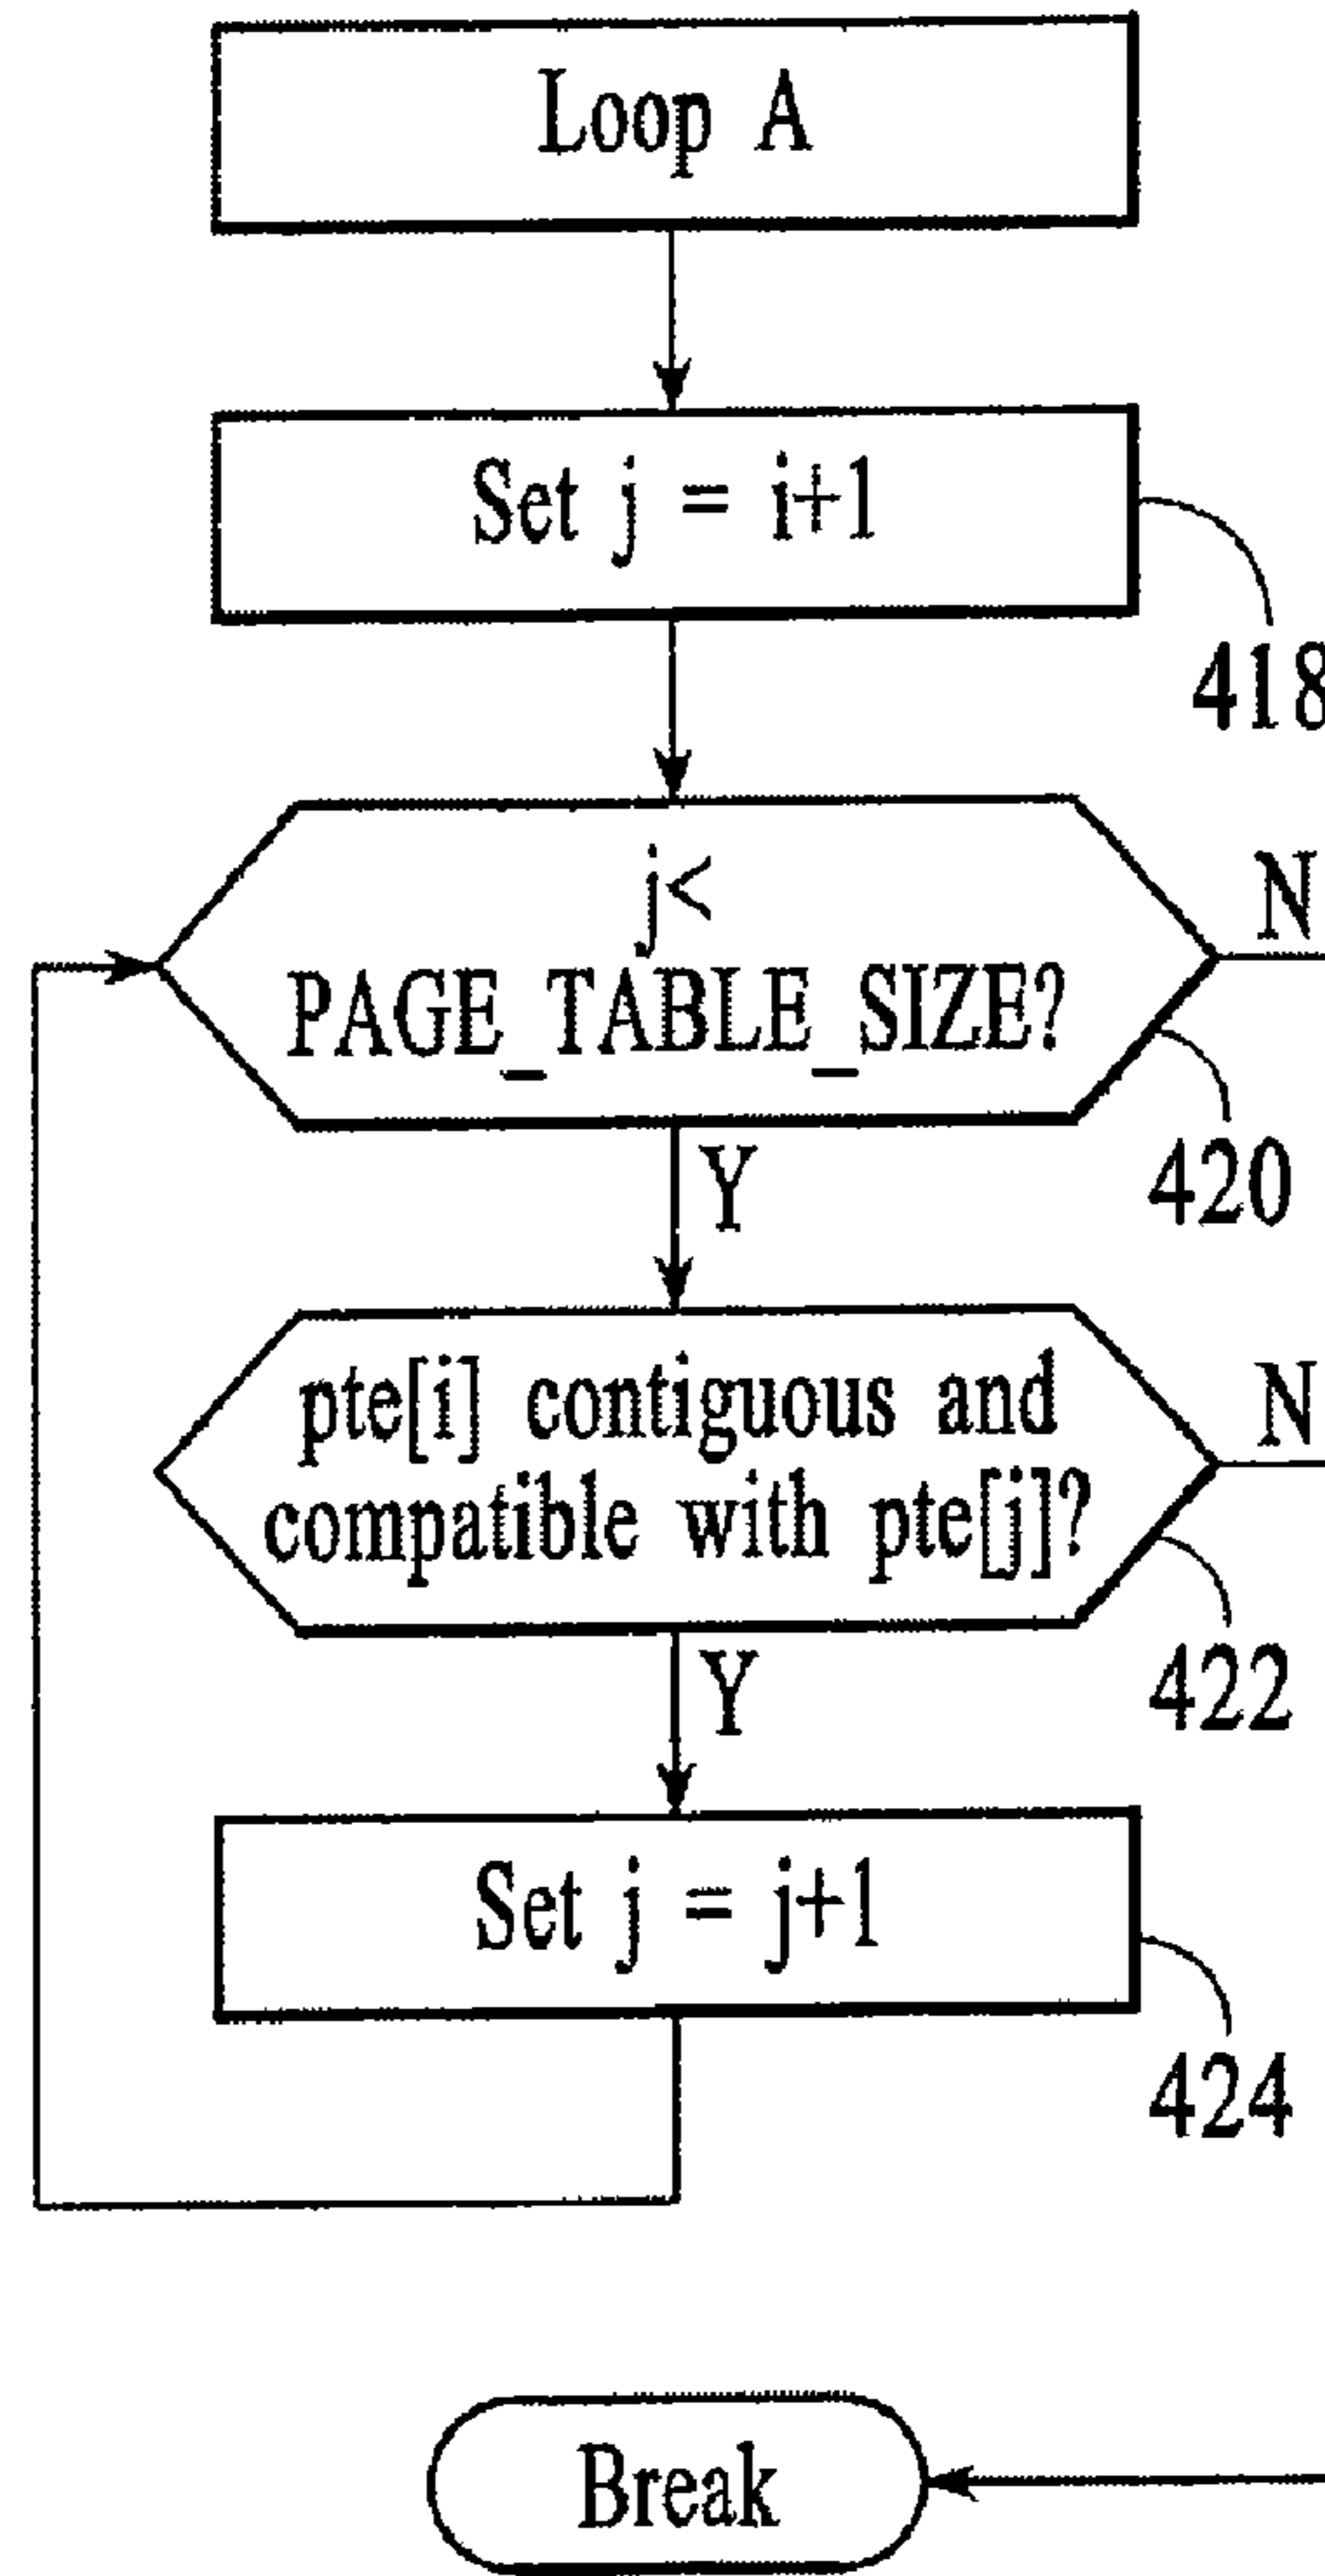 Loop A
Set j = i+1
418
j<
PAGE_TABLE_SIZE?
N
420
Y
pte[i] contiguous and
compatible with pte[j]?
N
422
Y
Set j = j+1
424
Break